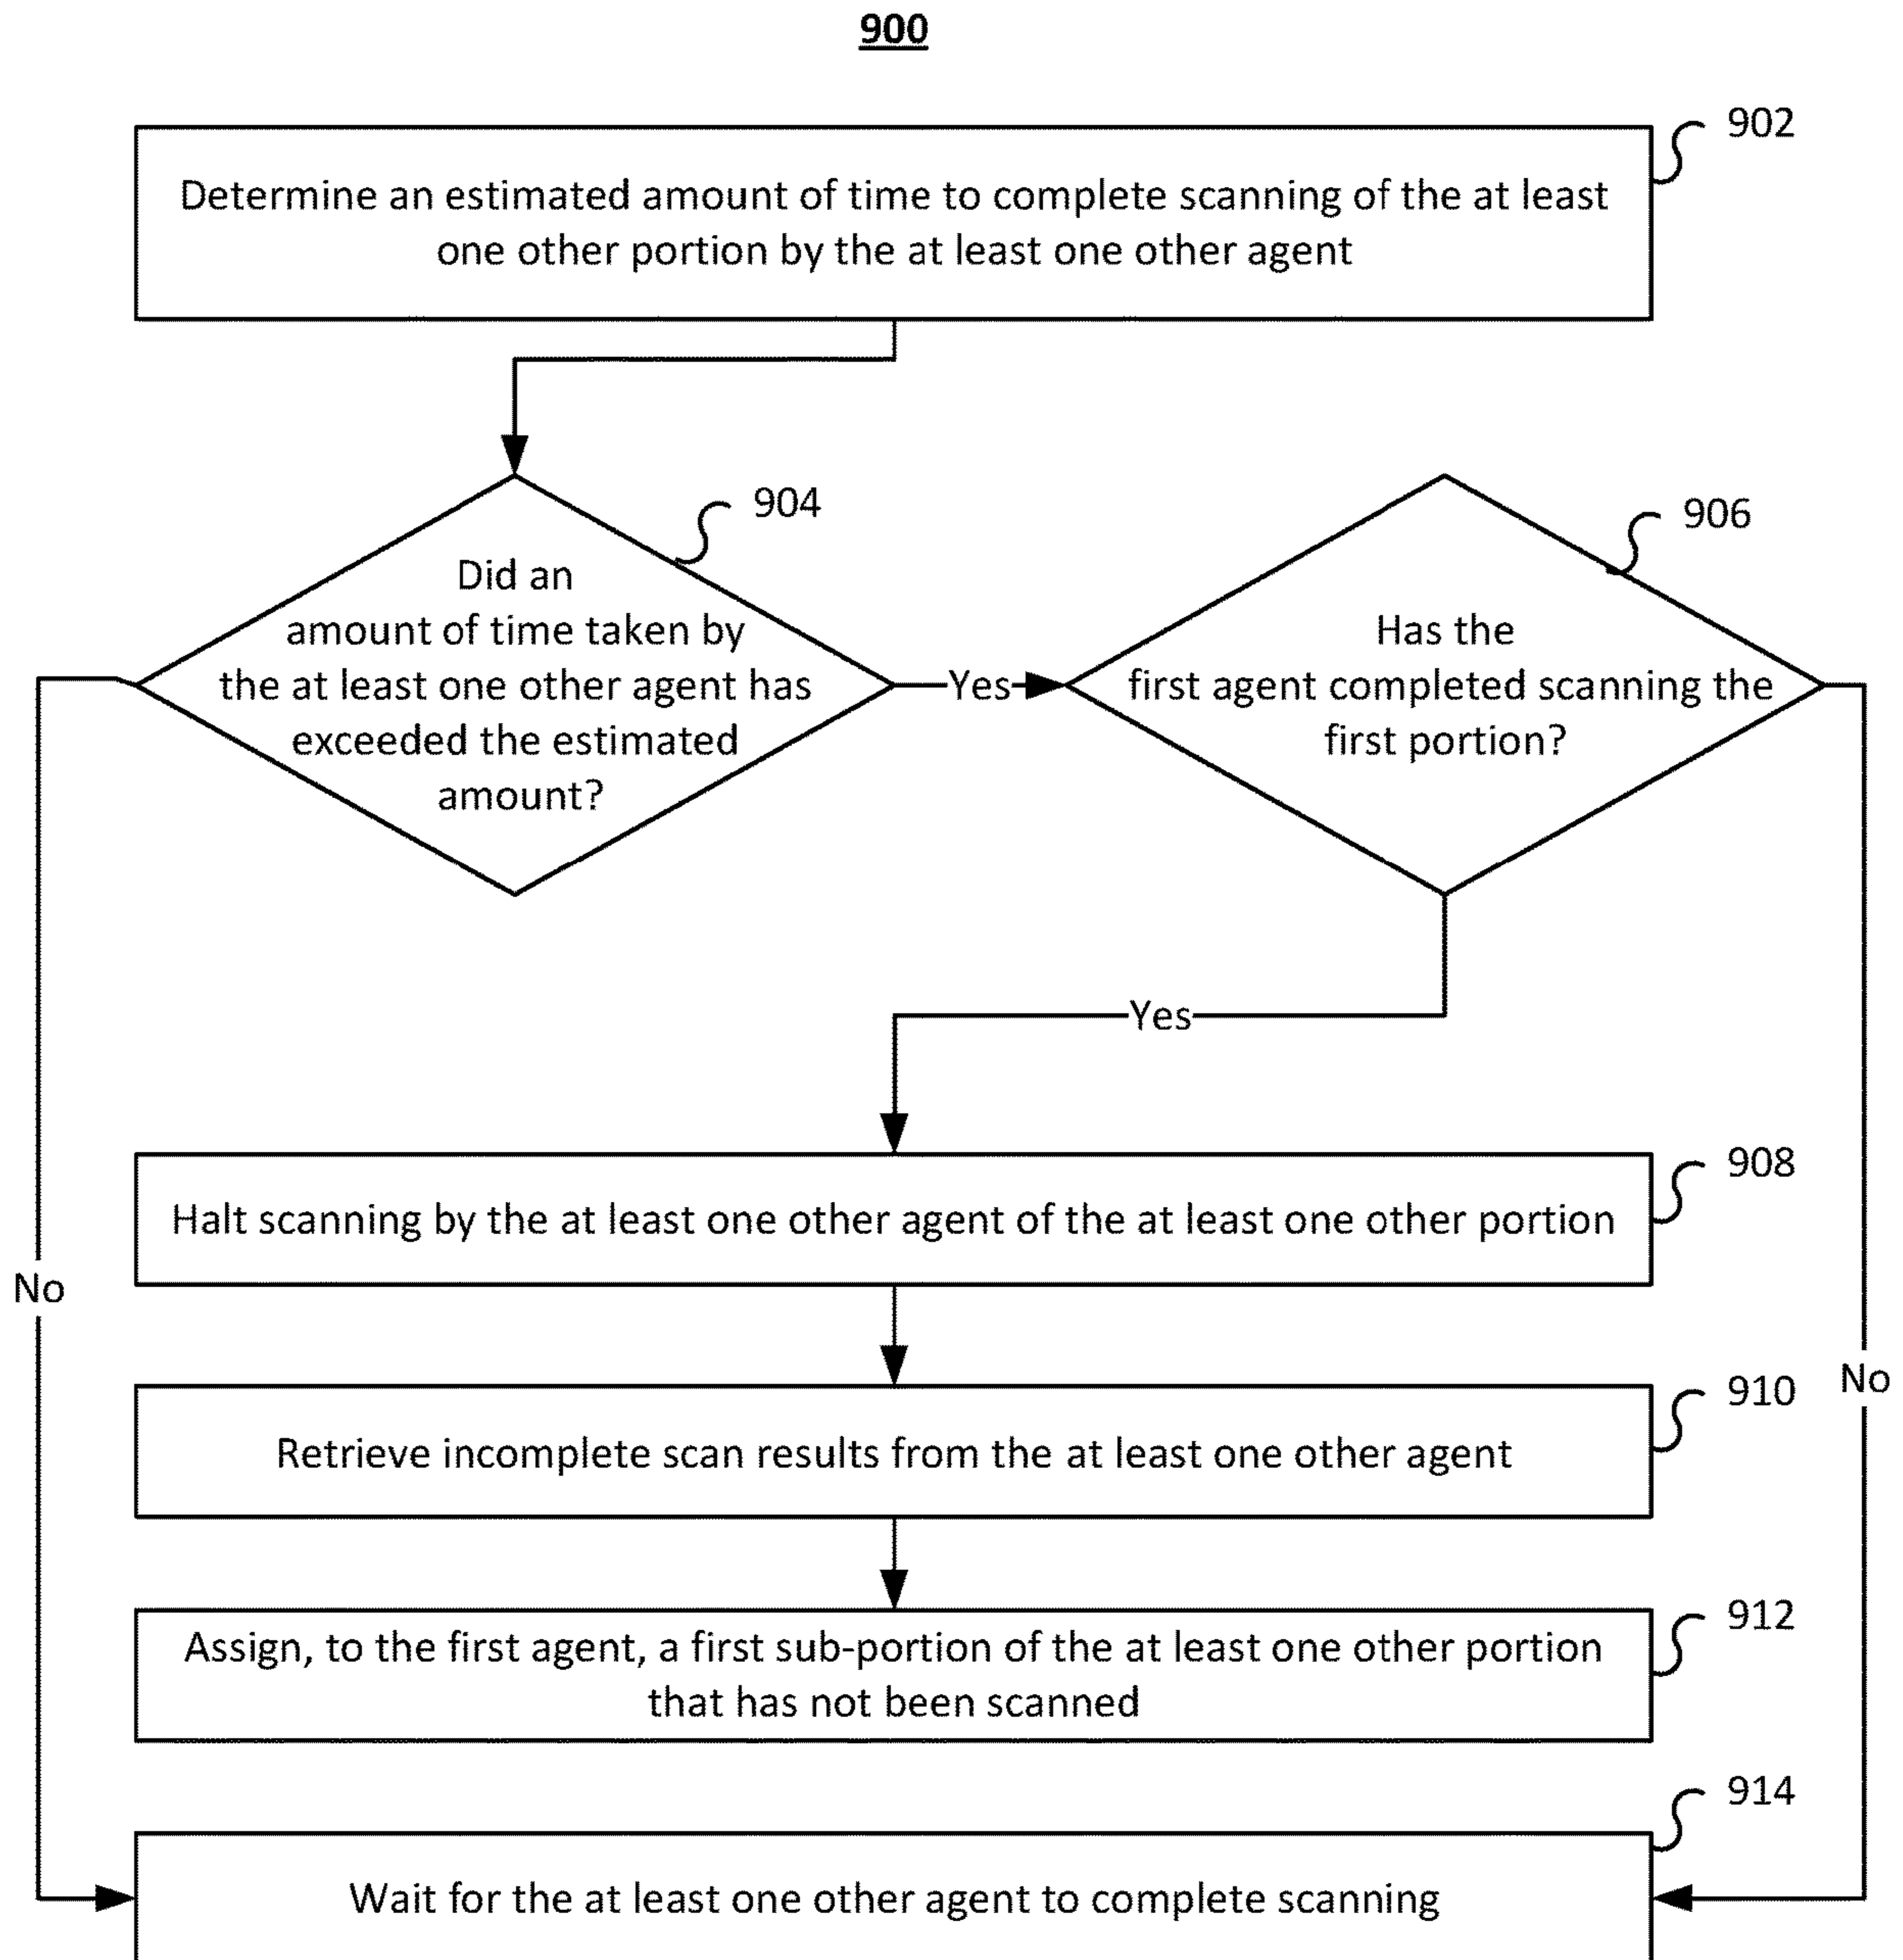 900
902
Determine an estimated amount of time to complete scanning of the at least
one other portion by the at least one other agent
904
Did an
amount of time taken by
the at least one other agent has
exceeded the estimated
amount?
Yes
906
Has the
first agent completed scanning the
first portion?
Yes
908
Halt scanning by the at least one other agent of the at least one other portion
No
No
910
Retrieve incomplete scan results from the at least one other agent
912
Assign, to the first agent, a first sub-portion of the at least one other portion
that has not been scanned
914
Wait for the at least one other agent to complete scanning